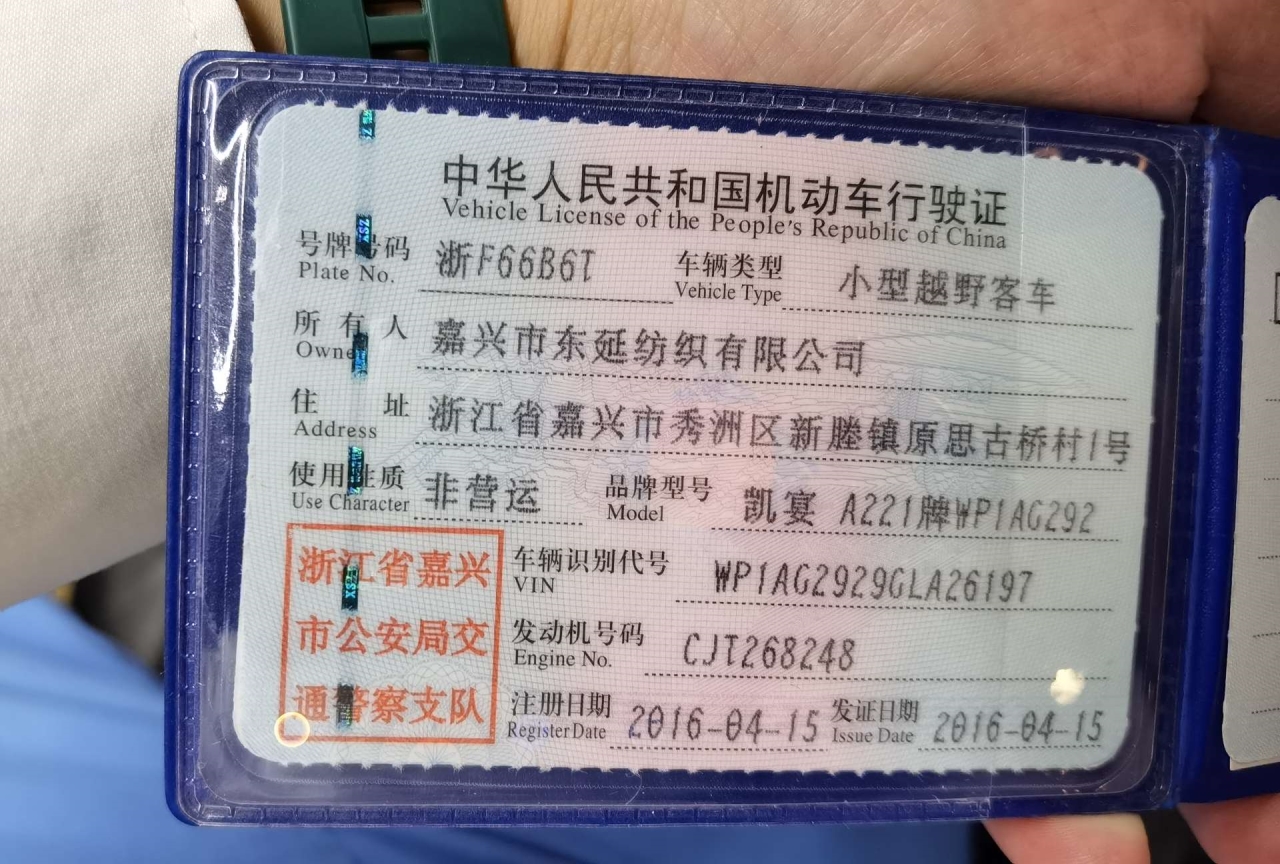 中华人民共和国机动车行驶证
Vehicle License of the People's Republic of China
号牌号码 浙F66B6T 车辆类型 小型越野客车
Plate No. Vehicle Type
所有人 嘉兴市东延纺织有限公司
Owner
住址 浙江省嘉兴市秀洲区新塍镇原思古桥村1号
Address
使用性质 非营运 品牌型号 凯宴 A221牌WP1AG292
Use Character Model
浙江省嘉兴
市公安局交
通警察支队
车辆识别代号 WP1AG2929GLA26197
VIN
发动机号码 CJT268248
Engine No.
注册日期 2016-04-15 发证日期 2016-04-15
Register Date Issue Date